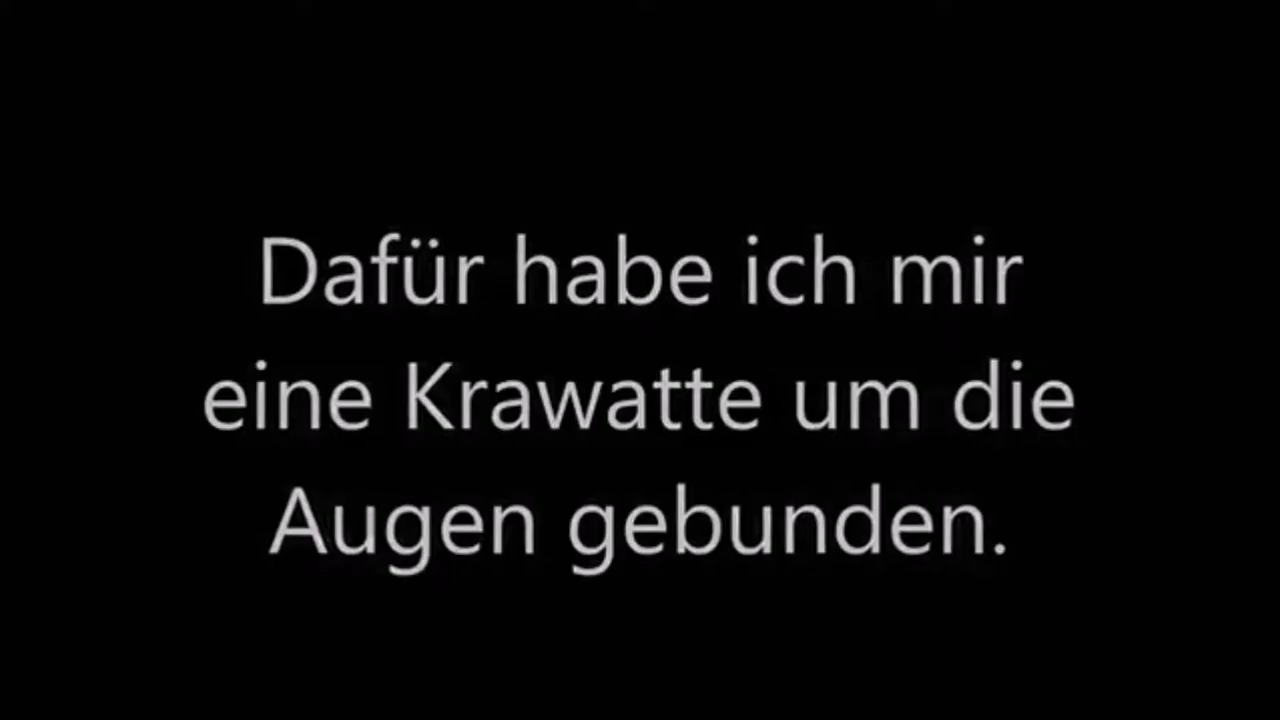 Dafür habe ich mir
eine Krawatte um die
Augen gebunden.